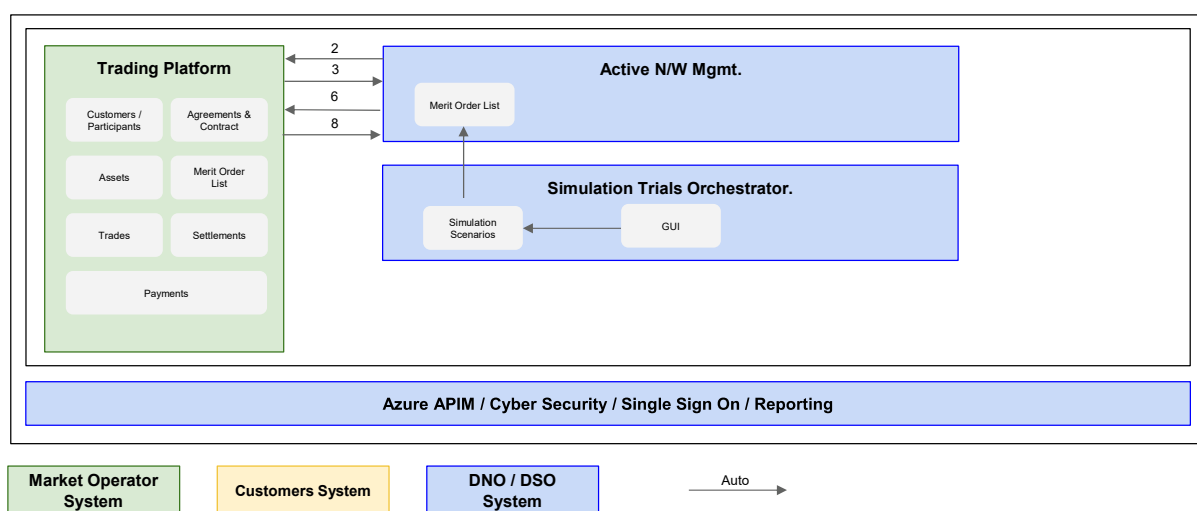 Trading Platform
Customers /
Participants
Agreements &
Contract
Assets
Merit Order
List
Trades
Settlements
Payments
2
3
6
8
Active N/W Mgmt.
Merit Order List
Simulation Trials Orchestrator.
Simulation
Scenarios
GUI
Azure APIM / Cyber Security / Single Sign On / Reporting
Market Operator
System
Customers System
DNO / DSO
System
Auto